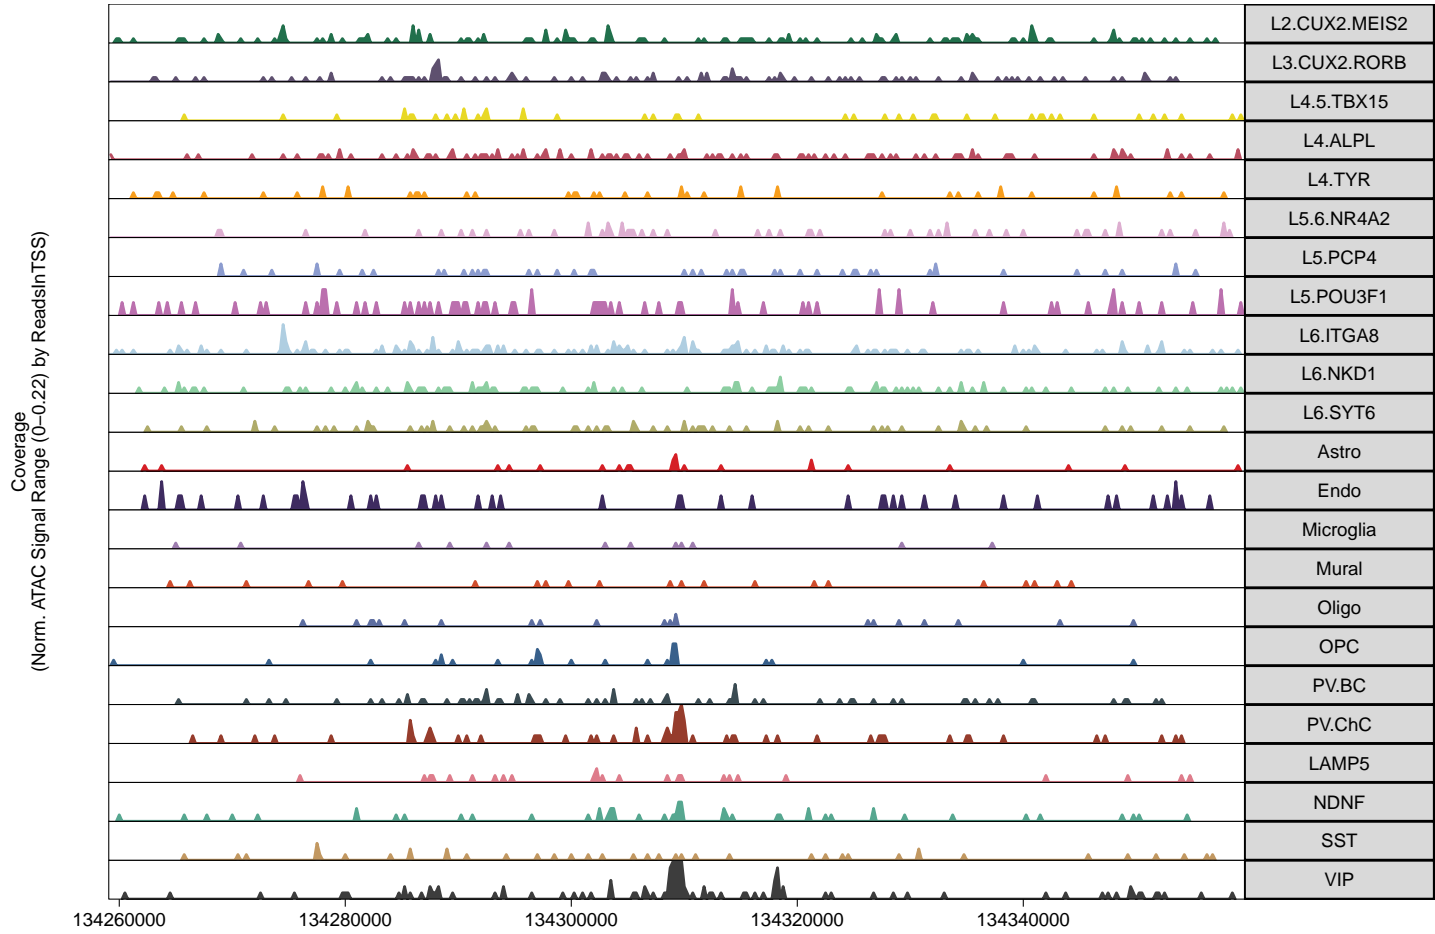 Coverage
(Norm. ATAC Signal Range (0–0.22) by ReadsInTSS)
L2.CUX2.MEIS2
L3.CUX2.RORB
L4.5.TBX15
L4.ALPL
L4.TYR
L5.6.NR4A2
L5.PCP4
L5.POU3F1
L6.ITGA8
L6.NKD1
L6.SYT6
Astro
Endo
Microglia
Mural
Oligo
OPC
PV.BC
PV.ChC
LAMP5
NDNF
SST
VIP
134260000 134280000 134300000 134320000 134340000